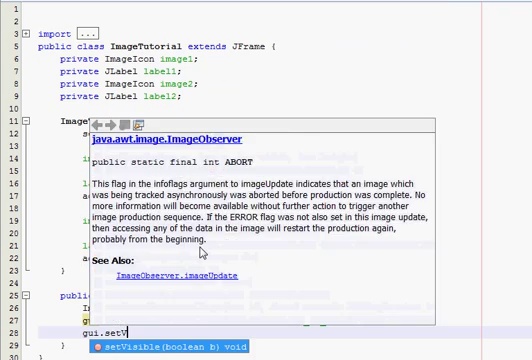 1
2
3 import ...
5 public class ImageTutorial extends JFrame {
6 private ImageIcon image1;
7 private JLabel label1;
8 private ImageIcon image2;
9 private JLabel label2;
10
11
12
13
14
java.awt.image.ImageObserver
public static final int ABORT
This flag in the infoflags argument to imageUpdate indicates that an image which
was being tracked asynchronously was aborted before production was complete. No
more information will become available without further action to trigger another
image production sequence. If the ERROR flag was not also set in this image update,
then accessing any of the data in the image will restart the production again,
probably from the beginning.
See Also:
ImageObserver.imageUpdate
16
17
18
19
20
21
22
23 }
24
25
26
27
28 gui.setV
setVisible(boolean b) void
29 }
30